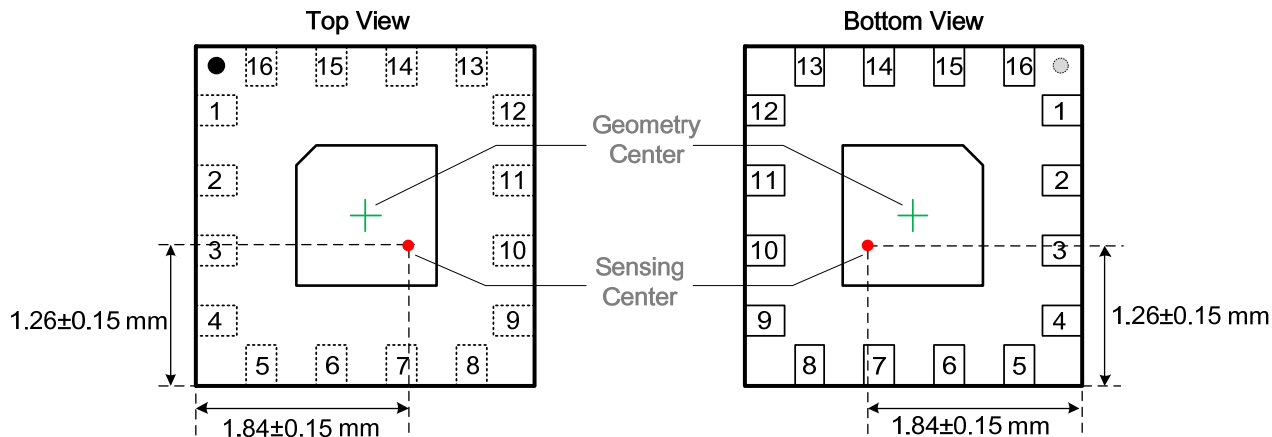 Top View
16 15 14 13
1
2
3
4
12
11
10
9
5 6 7 8
1.26±0.15 mm
1.84±0.15 mm
Geometry
Center
Sensing
Center
Bottom View
13 14 15 16
12
11
10
9
1
2
3
4
8 7 6 5
1.26±0.15 mm
1.84±0.15 mm